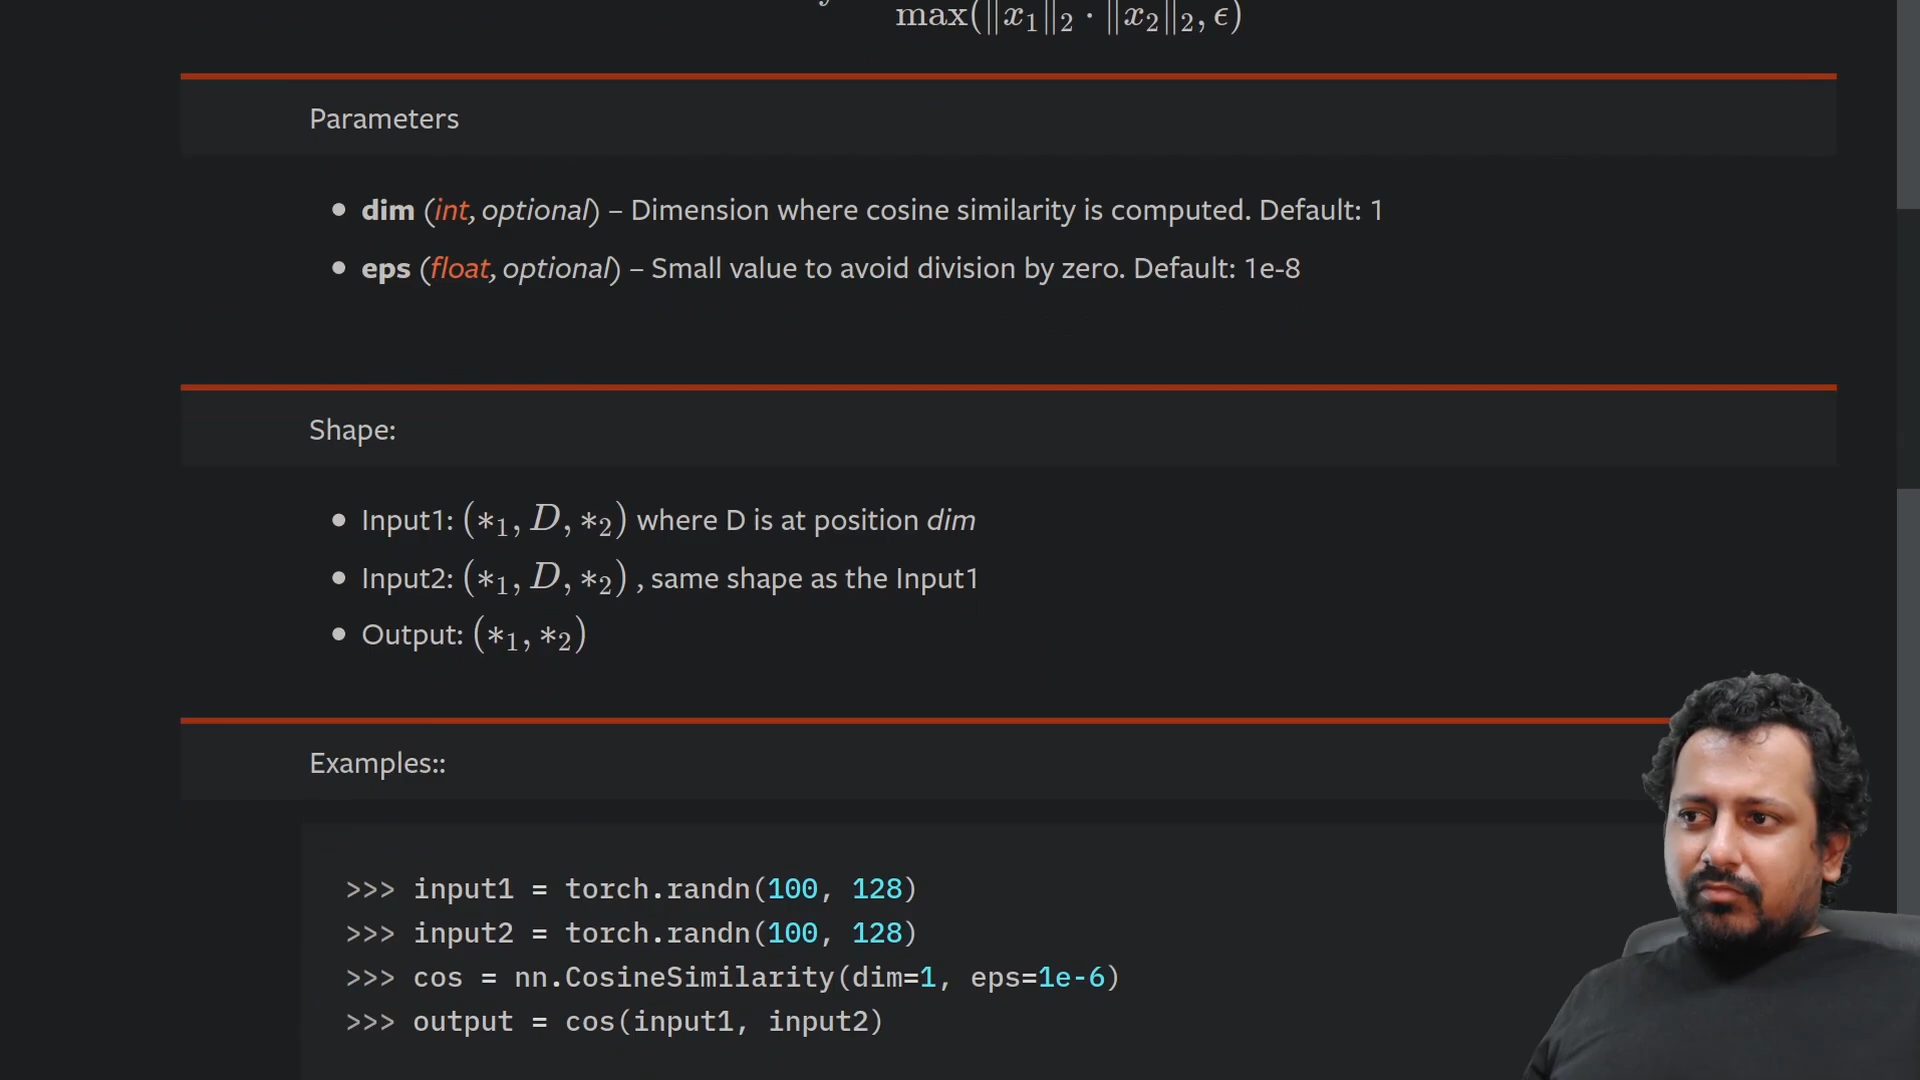 max(‖x₁‖₂ · ‖x₂‖₂, ϵ)
Parameters
• dim (int, optional) – Dimension where cosine similarity is computed. Default: 1
• eps (float, optional) – Small value to avoid division by zero. Default: 1e-8
Shape:
• Input1: (∗₁, D, ∗₂) where D is at position dim
• Input2: (∗₁, D, ∗₂) , same shape as the Input1
• Output: (∗₁, ∗₂)
Examples::
>>> input1 = torch.randn(100, 128)
>>> input2 = torch.randn(100, 128)
>>> cos = nn.CosineSimilarity(dim=1, eps=1e-6)
>>> output = cos(input1, input2)